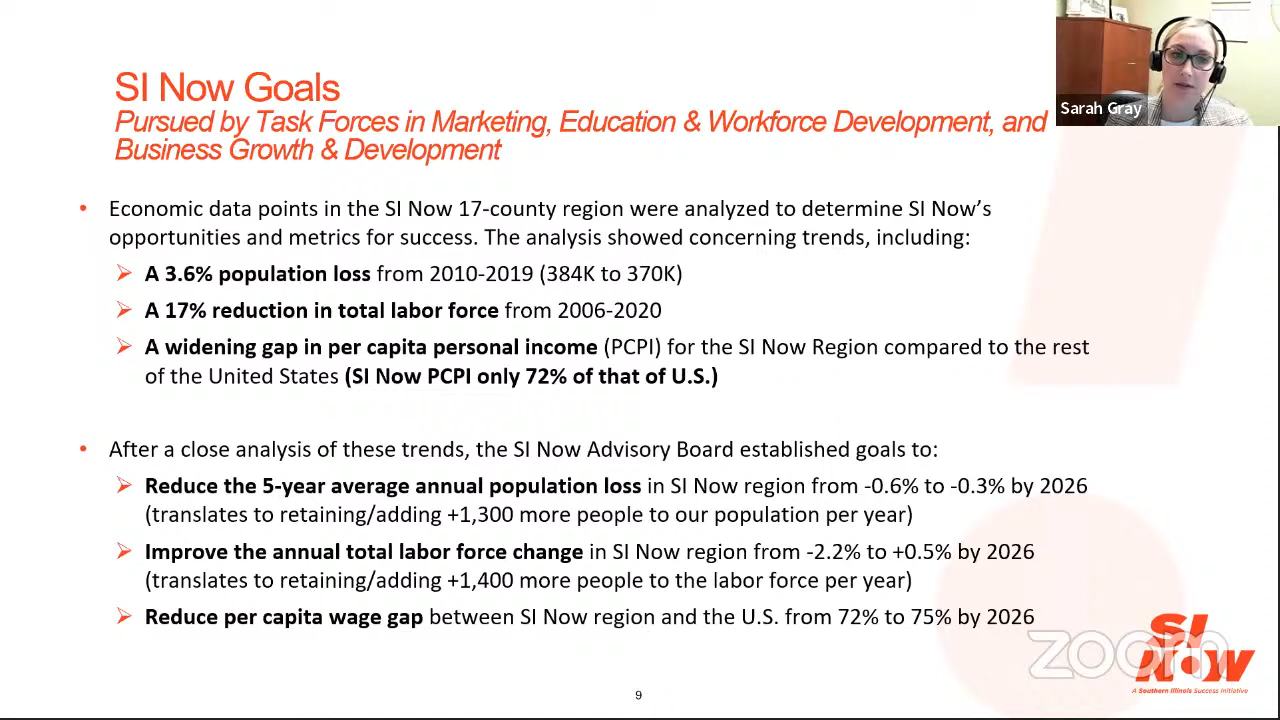 SI Now Goals
Pursued by Task Forces in Marketing, Education & Workforce Development, and
Business Growth & Development
Sarah Gray
• Economic data points in the SI Now 17-county region were analyzed to determine SI Now’s
opportunities and metrics for success. The analysis showed concerning trends, including:
➢ A 3.6% population loss from 2010-2019 (384K to 370K)
➢ A 17% reduction in total labor force from 2006-2020
➢ A widening gap in per capita personal income (PCPI) for the SI Now Region compared to the rest
of the United States (SI Now PCPI only 72% of that of U.S.)
• After a close analysis of these trends, the SI Now Advisory Board established goals to:
➢ Reduce the 5-year average annual population loss in SI Now region from -0.6% to -0.3% by 2026
(translates to retaining/adding +1,300 more people to our population per year)
➢ Improve the annual total labor force change in SI Now region from -2.2% to +0.5% by 2026
(translates to retaining/adding +1,400 more people to the labor force per year)
➢ Reduce per capita wage gap between SI Now region and the U.S. from 72% to 75% by 2026
zoom
SI
NOW
A Southern Illinois Success Initiative
9